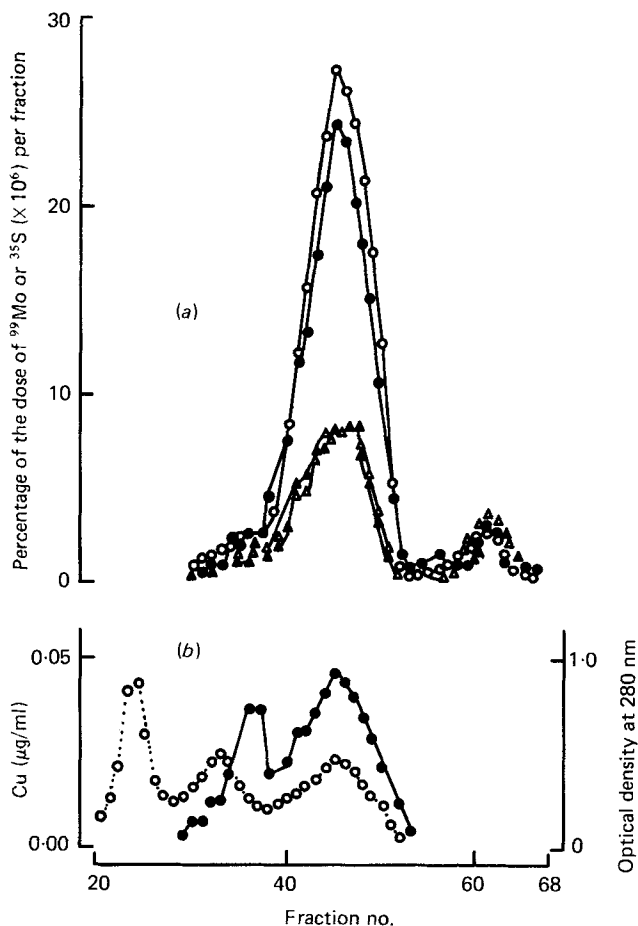 30
20
10
0
Percentage of the dose of ⁹⁹Mo or ³⁵S (× 10⁶) per fraction
(a)
(b)
0·05
0·00
Cu (μg/ml)
1·0
0
Optical density at 280 nm
20
40
60
68
Fraction no.